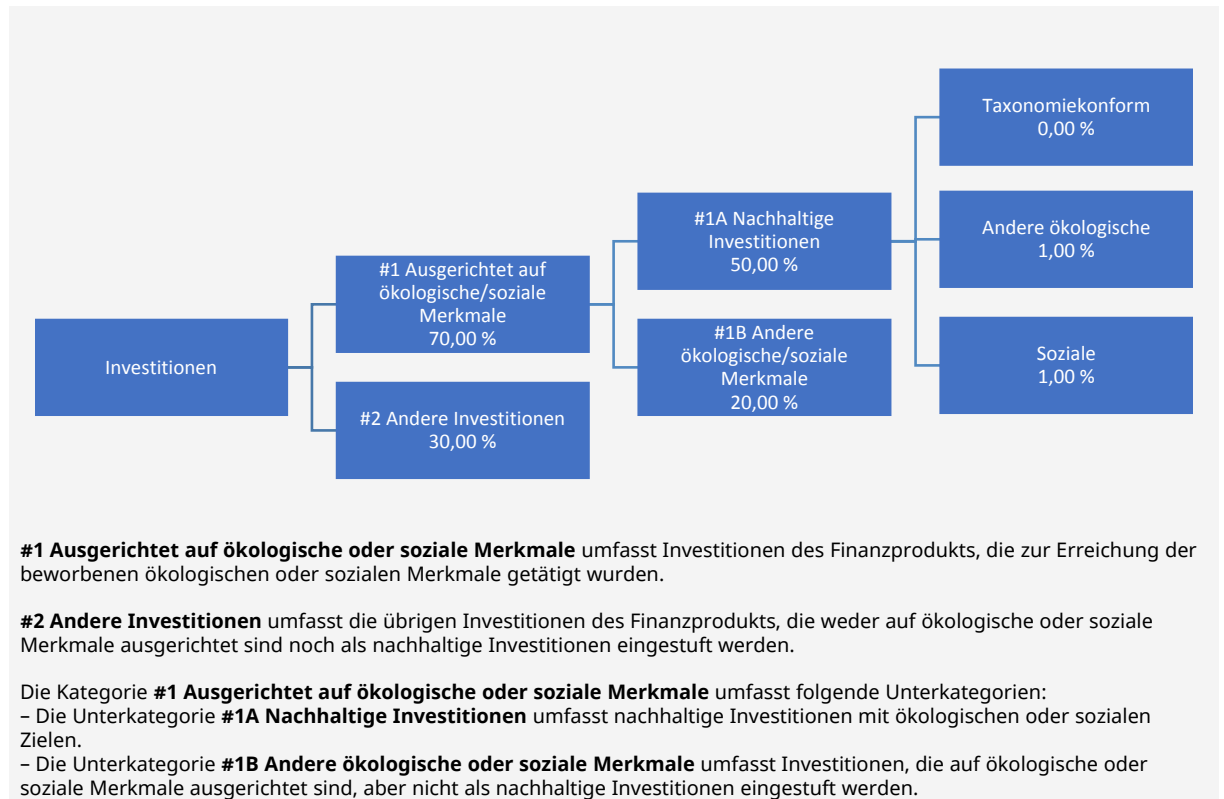 Investitionen
#1 Ausgerichtet auf
ökologische/soziale
Merkmale
70,00 %
#2 Andere Investitionen
30,00 %
#1A Nachhaltige
Investitionen
50,00 %
#1B Andere
ökologische/soziale
Merkmale
20,00 %
Taxonomiekonform
0,00 %
Andere ökologische
1,00 %
Soziale
1,00 %
#1 Ausgerichtet auf ökologische oder soziale Merkmale umfasst Investitionen des Finanzprodukts, die zur Erreichung der
beworbenen ökologischen oder sozialen Merkmale getätigt wurden.
#2 Andere Investitionen umfasst die übrigen Investitionen des Finanzprodukts, die weder auf ökologische oder soziale
Merkmale ausgerichtet sind noch als nachhaltige Investitionen eingestuft werden.
Die Kategorie #1 Ausgerichtet auf ökologische oder soziale Merkmale umfasst folgende Unterkategorien:
– Die Unterkategorie #1A Nachhaltige Investitionen umfasst nachhaltige Investitionen mit ökologischen oder sozialen
Zielen.
– Die Unterkategorie #1B Andere ökologische oder soziale Merkmale umfasst Investitionen, die auf ökologische oder
soziale Merkmale ausgerichtet sind, aber nicht als nachhaltige Investitionen eingestuft werden.